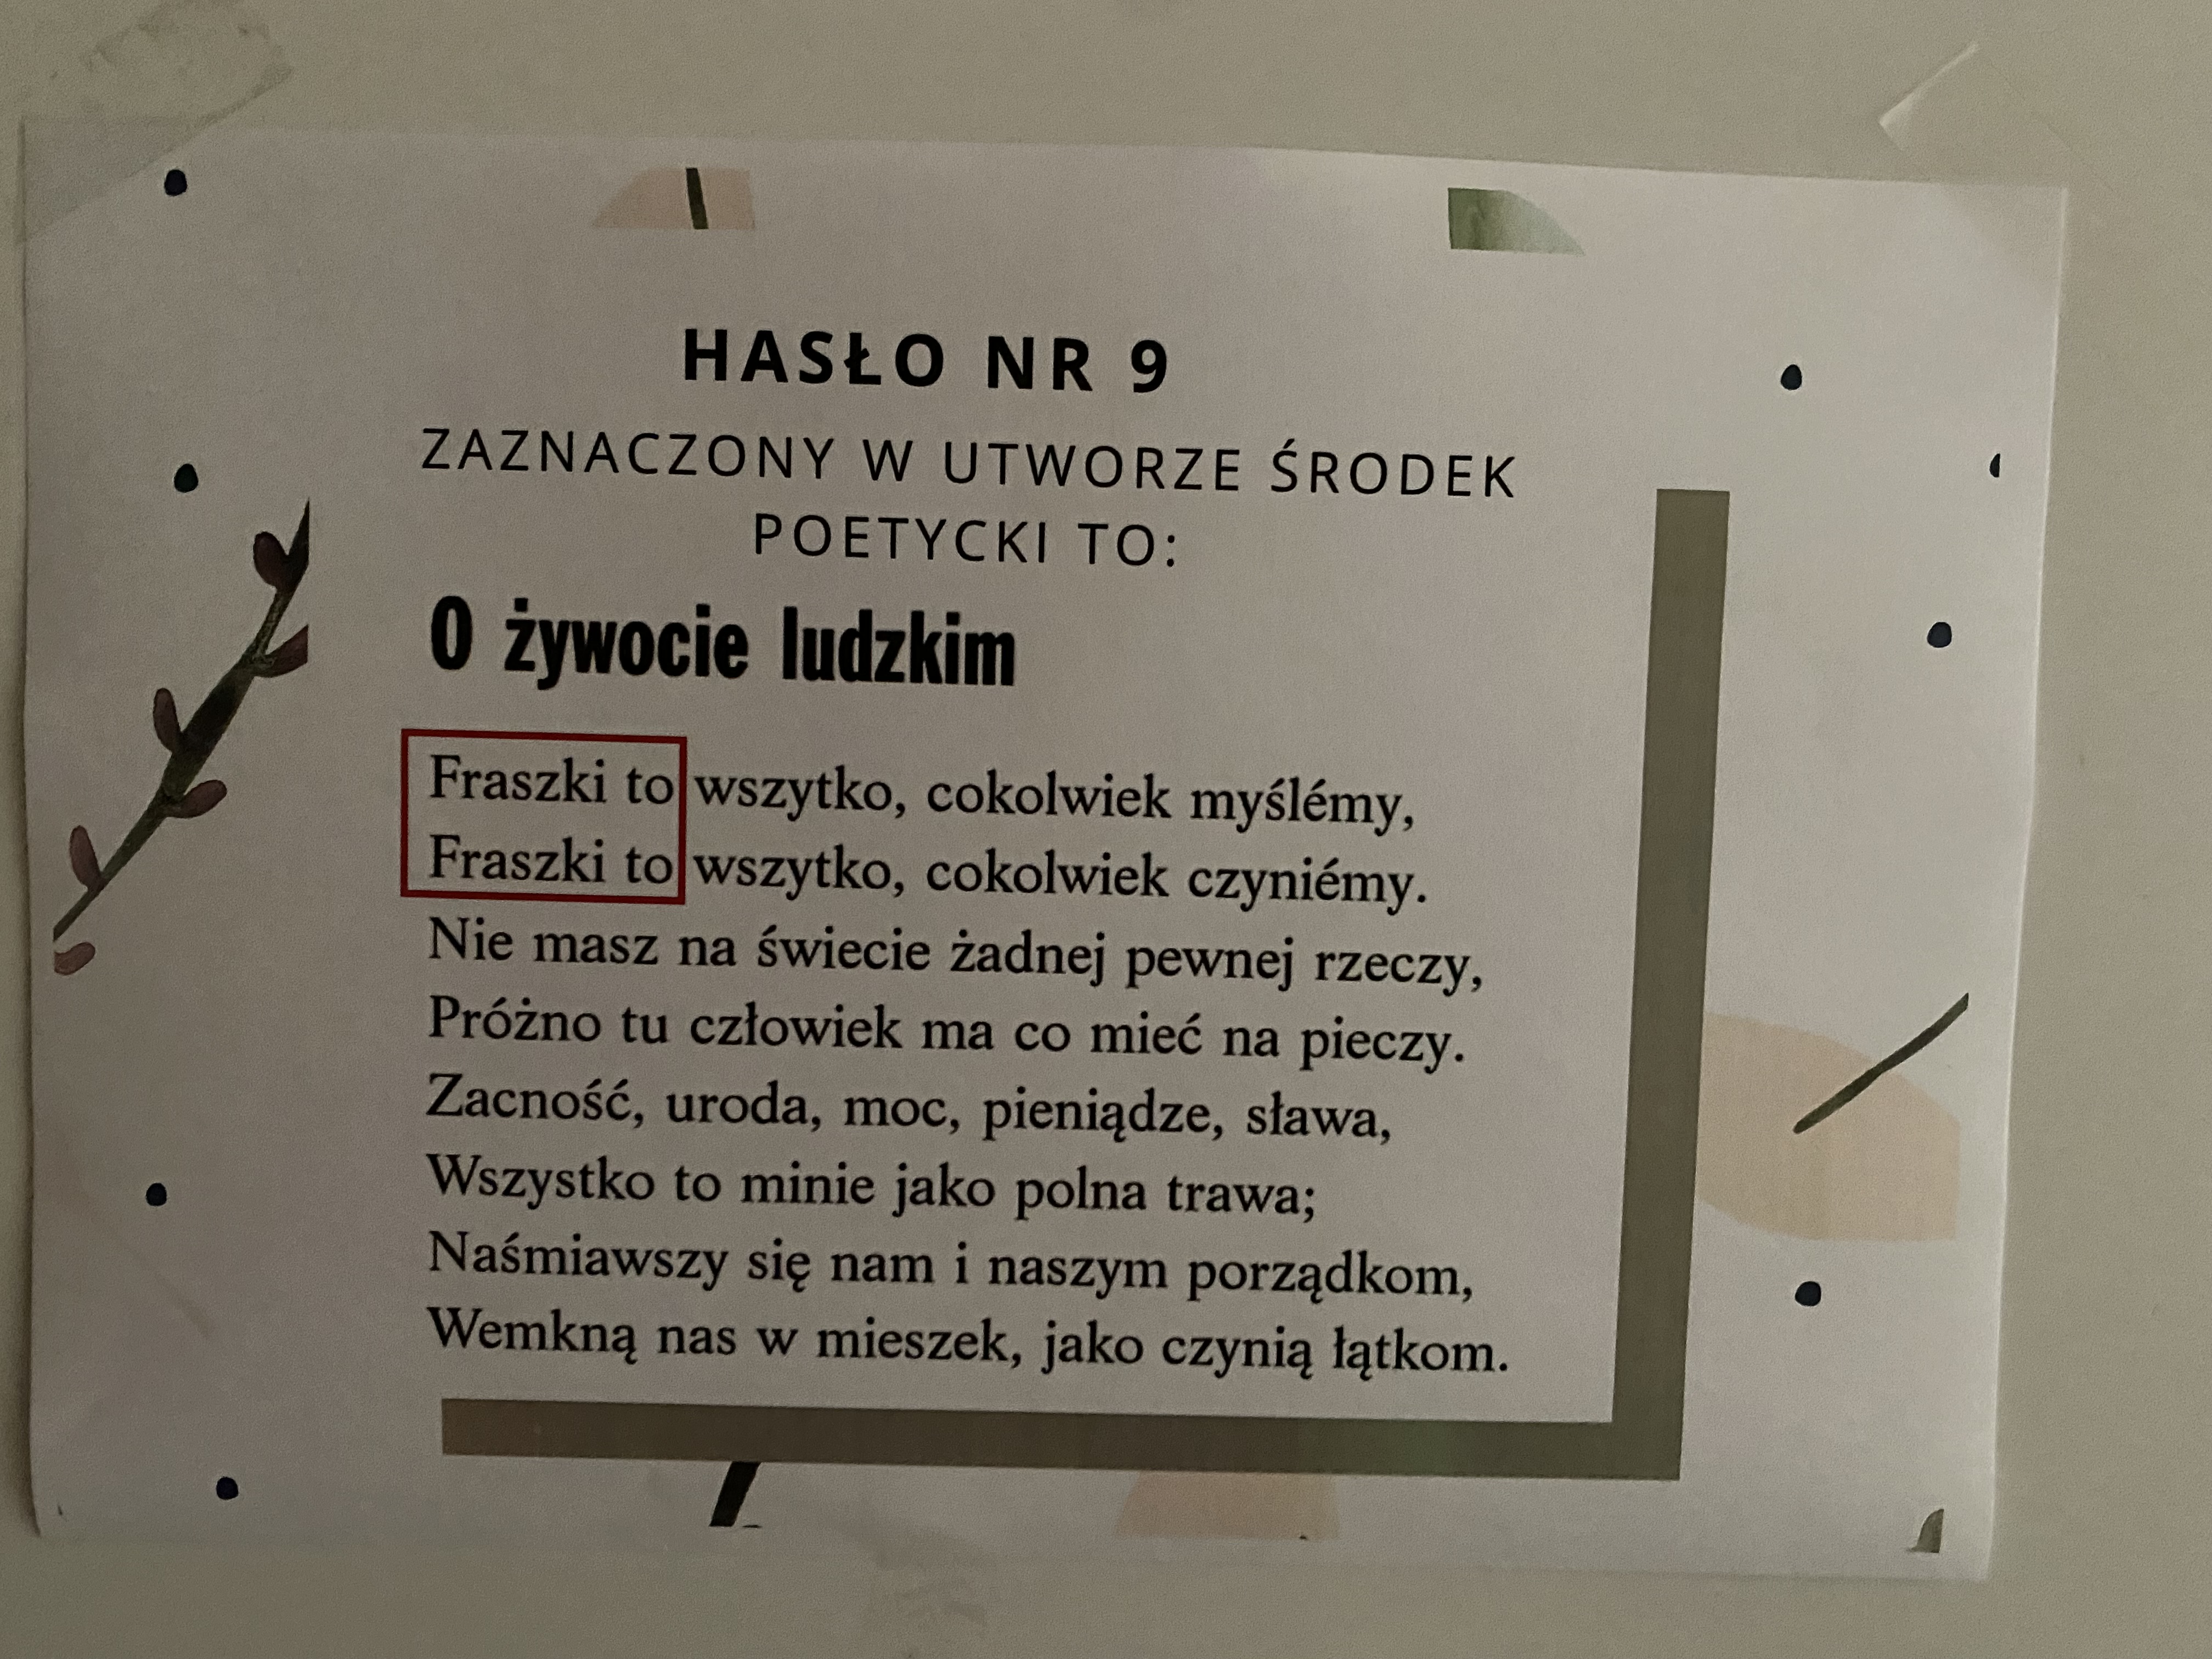 HASŁO NR 9
ZAZNACZONY W UTWORZE ŚRODEK
POETYCKI TO:
O żywocie ludzkim
Fraszki to wszytko, cokolwiek myślémy,
Fraszki to wszytko, cokolwiek czyniémy.
Nie masz na świecie żadnej pewnej rzeczy,
Próżno tu człowiek ma co mieć na pieczy.
Zacność, uroda, moc, pieniądze, sława,
Wszystko to minie jako polna trawa;
Naśmiawszy się nam i naszym porządkom,
Wemkną nas w mieszek, jako czynią łątkom.